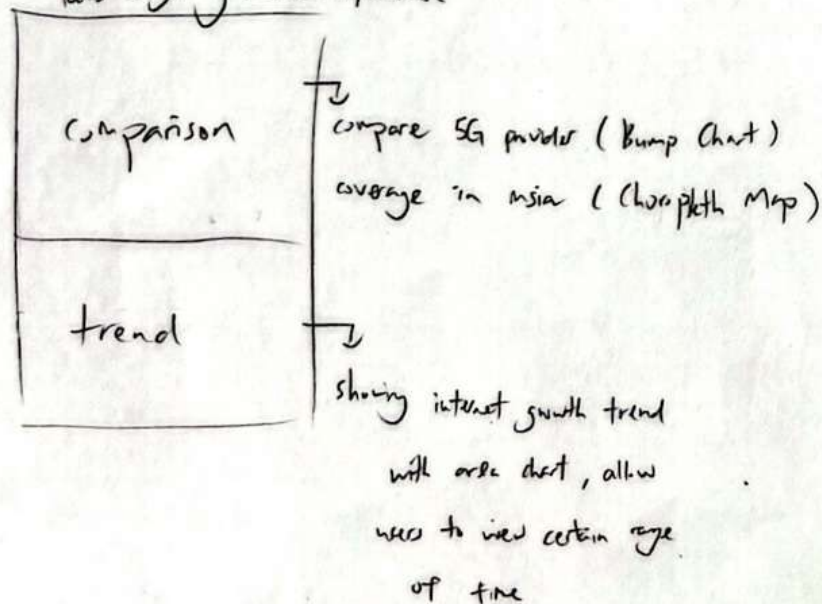 comparison
compare 5G provider (Bump Chart)
coverage in msia (Choropleth Map)
trend
showing internet growth trend
with area chart, allow
users to view certain range
of time